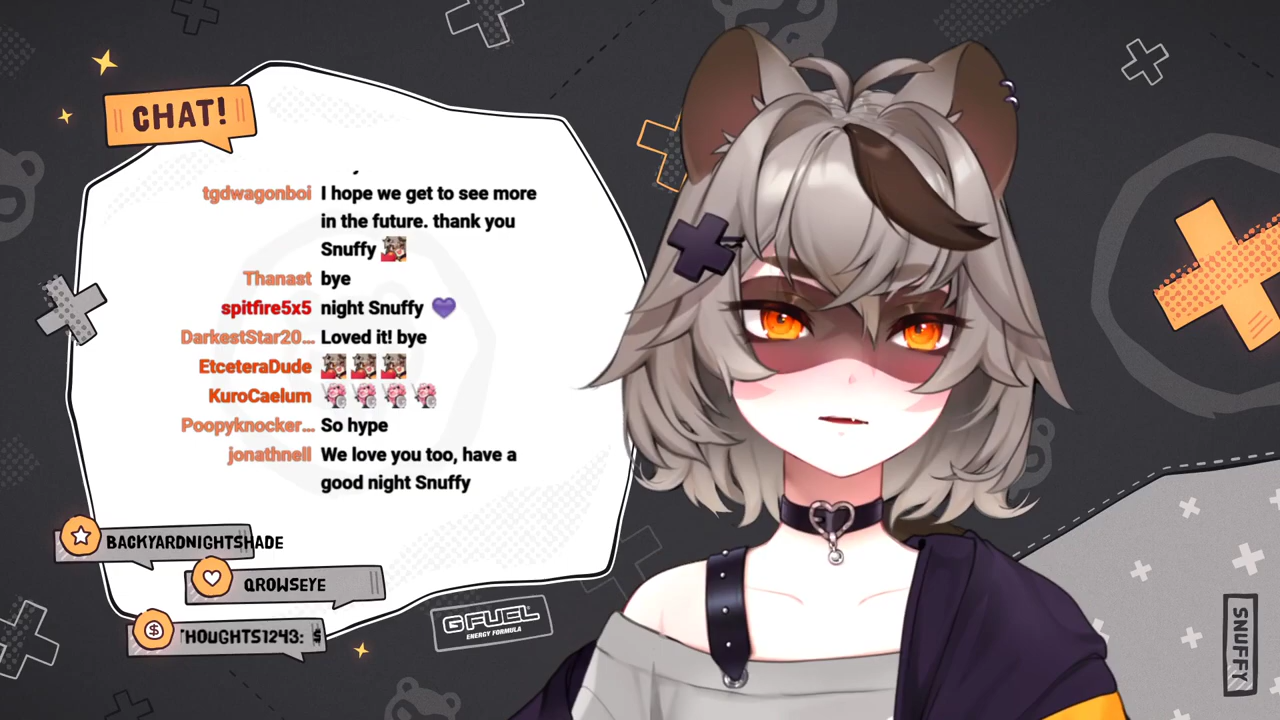 CHAT!
tgdwagonboi I hope we get to see more
in the future. thank you
Snuffy
Thanast bye
spitfire5x5 night Snuffy
DarkestStar20... Loved it! bye
EtceteraDude
KuroCaelum
Poopyknocker... So hype
jonathnell We love you too, have a
good night Snuffy
BACKYARDNIGHTSHADE
QROWSEYE
THOUGHTS1243: $
G FUEL
ENERGY FORMULA
SNUFFY